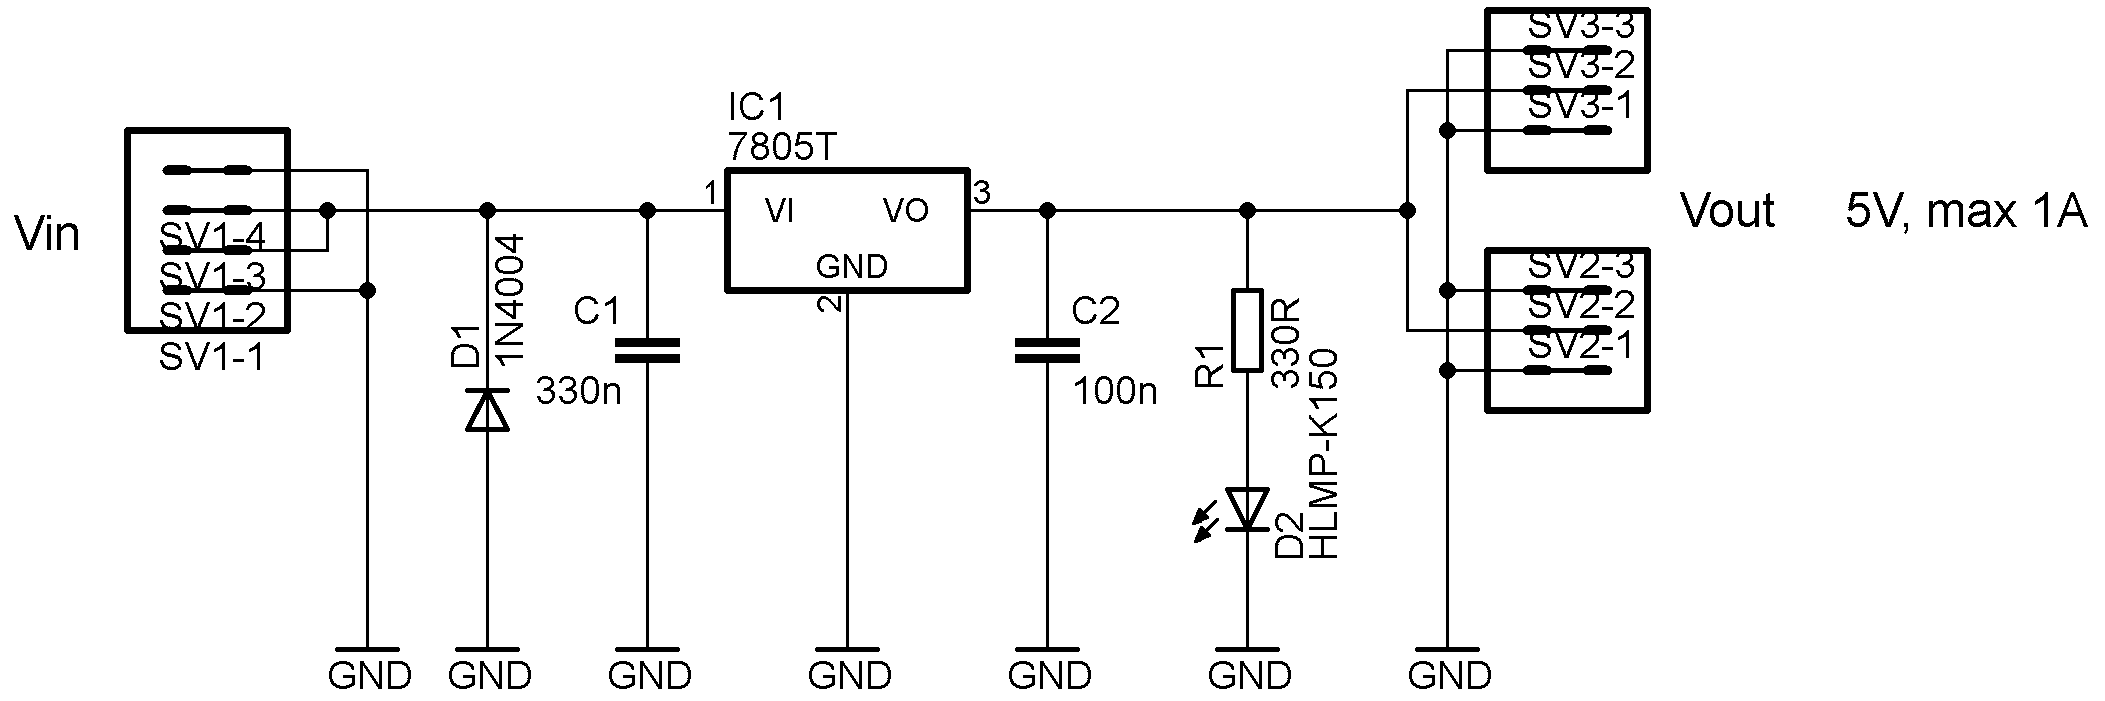 Vin
SV1-4
SV1-3
SV1-2
SV1-1
D1
1N4004
C1
330n
IC1
7805T
1
VI
VO
3
GND
2
C2
100n
R1
330R
D2
HLMP-K150
SV3-3
SV3-2
SV3-1
SV2-3
SV2-2
SV2-1
Vout 5V, max 1A
GND GND GND GND GND GND GND